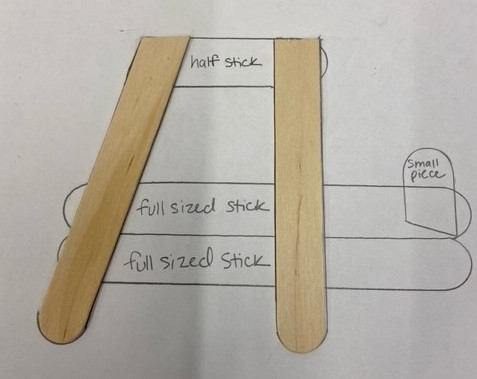 half stick
small
piece
full sized stick
full sized Stick